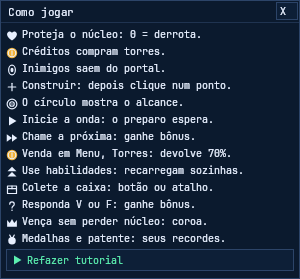 Como jogar
X
Proteja o núcleo: 0 = derrota.
Créditos compram torres.
Inimigos saem do portal.
Construir: depois clique num ponto.
O círculo mostra o alcance.
Inicie a onda: o preparo espera.
Chame a próxima: ganhe bônus.
Venda em Menu, Torres: devolve 70%.
Use habilidades: recarregam sozinhas.
Colete a caixa: botão ou atalho.
Responda V ou F: ganhe bônus.
Vença sem perder núcleo: coroa.
Medalhas e patente: seus recordes.
Refazer tutorial